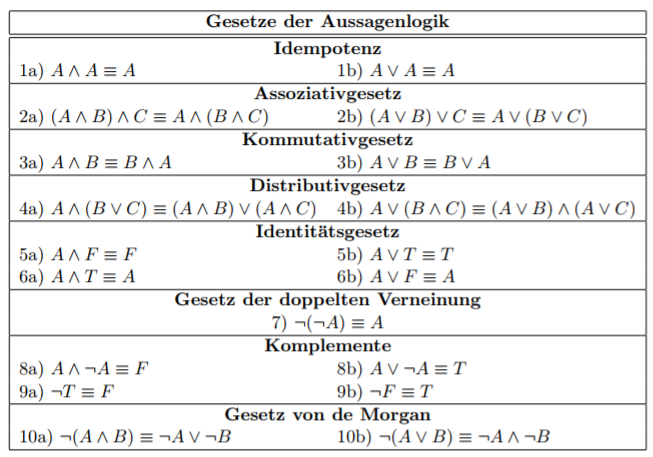 Gesetze der Aussagenlogik
Idempotenz
1a) A ∧ A ≡ A 1b) A ∨ A ≡ A
Assoziativgesetz
2a) (A ∧ B) ∧ C ≡ A ∧ (B ∧ C) 2b) (A ∨ B) ∨ C ≡ A ∨ (B ∨ C)
Kommutativgesetz
3a) A ∧ B ≡ B ∧ A 3b) A ∨ B ≡ B ∨ A
Distributivgesetz
4a) A ∧ (B ∨ C) ≡ (A ∧ B) ∨ (A ∧ C) 4b) A ∨ (B ∧ C) ≡ (A ∨ B) ∧ (A ∨ C)
Identitätsgesetz
5a) A ∧ F ≡ F 5b) A ∨ T ≡ T
6a) A ∧ T ≡ A 6b) A ∨ F ≡ A
Gesetz der doppelten Verneinung
7) ¬(¬A) ≡ A
Komplemente
8a) A ∧ ¬A ≡ F 8b) A ∨ ¬A ≡ T
9a) ¬T ≡ F 9b) ¬F ≡ T
Gesetz von de Morgan
10a) ¬(A ∧ B) ≡ ¬A ∨ ¬B 10b) ¬(A ∨ B) ≡ ¬A ∧ ¬B